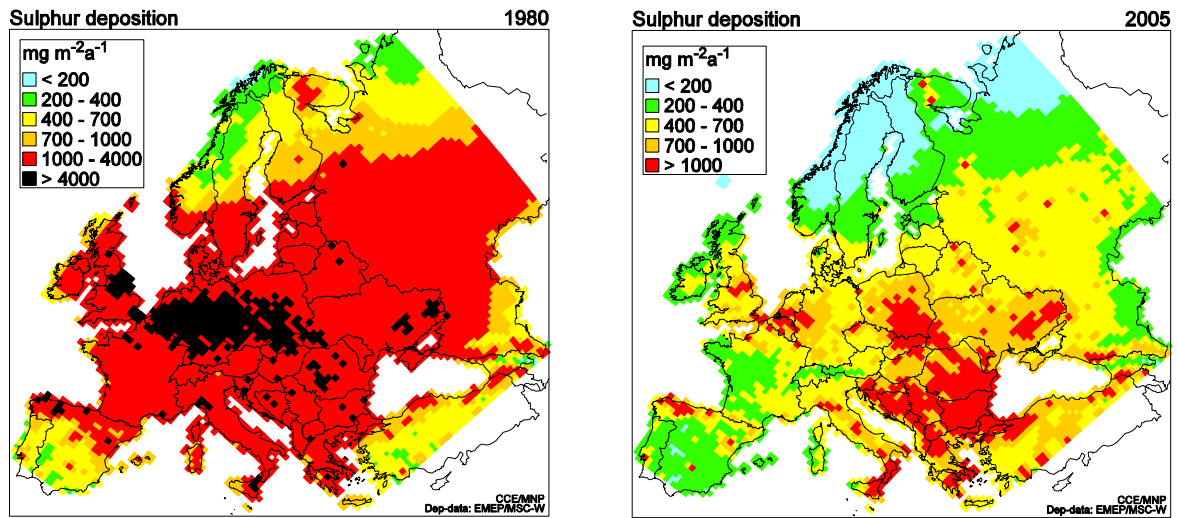 Sulphur deposition 1980
mg m-2a-1
< 200
200 - 400
400 - 700
700 - 1000
1000 - 4000
> 4000
CCE/MNP
Dep-data: EMEP/MSC-W
Sulphur deposition 2005
mg m-2a-1
< 200
200 - 400
400 - 700
700 - 1000
> 1000
CCE/MNP
Dep-data: EMEP/MSC-W